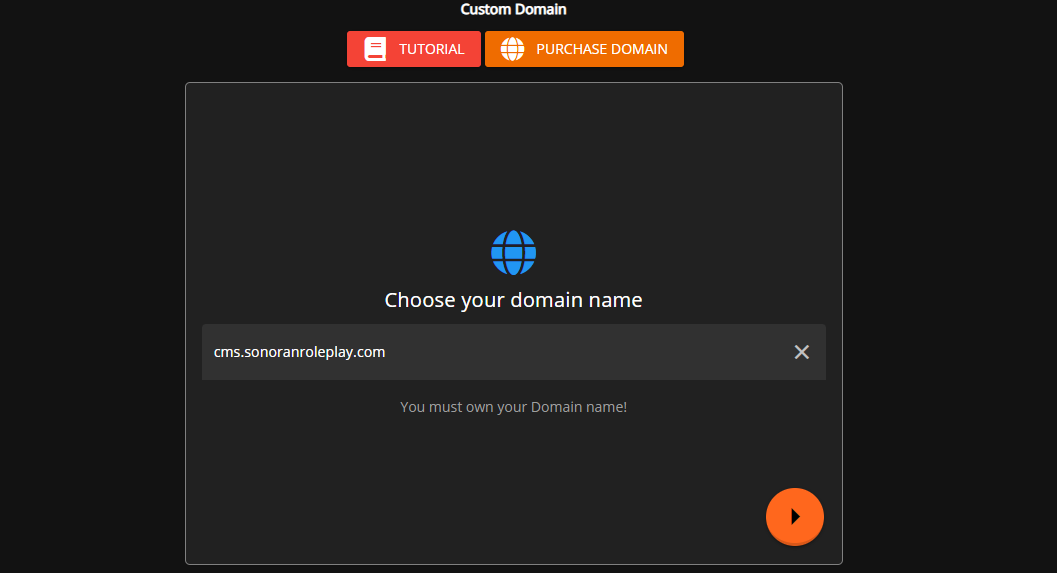 Custom Domain
TUTORIAL
PURCHASE DOMAIN
Choose your domain name
cms.sonoranroleplay.com
You must own your Domain name!